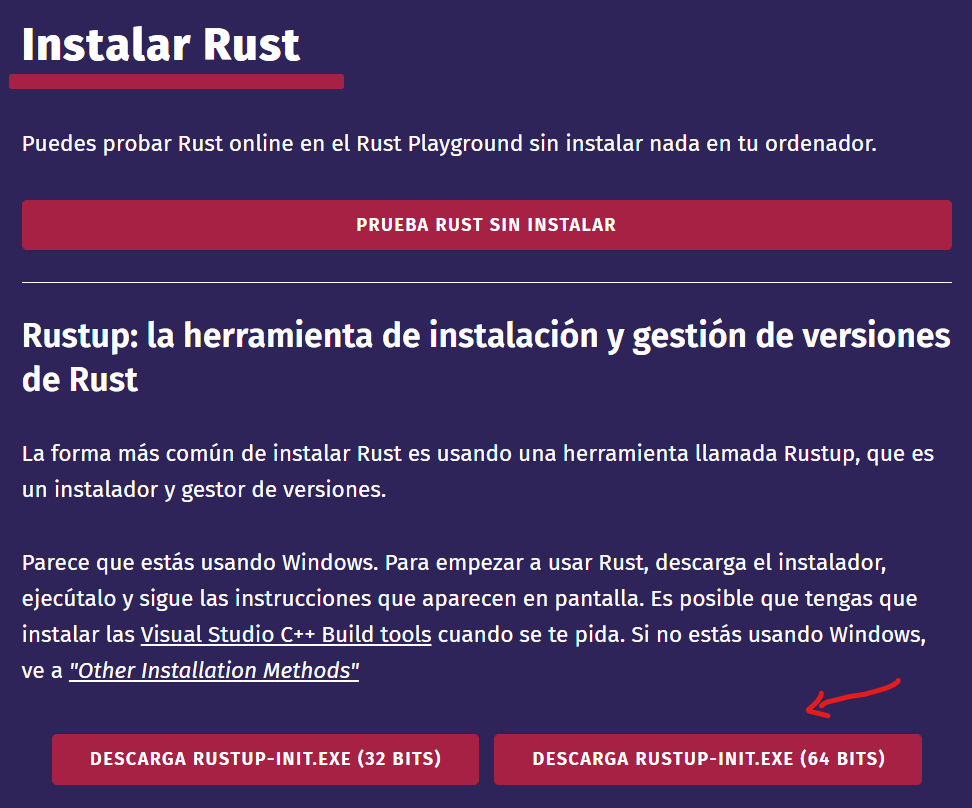 Instalar Rust
Puedes probar Rust online en el Rust Playground sin instalar nada en tu ordenador.
PRUEBA RUST SIN INSTALAR
Rustup: la herramienta de instalación y gestión de versiones
de Rust
La forma más común de instalar Rust es usando una herramienta llamada Rustup, que es
un instalador y gestor de versiones.
Parece que estás usando Windows. Para empezar a usar Rust, descarga el instalador,
ejecútalo y sigue las instrucciones que aparecen en pantalla. Es posible que tengas que
instalar las Visual Studio C++ Build tools cuando se te pida. Si no estás usando Windows,
ve a "Other Installation Methods"
DESCARGA RUSTUP-INIT.EXE (32 BITS)
DESCARGA RUSTUP-INIT.EXE (64 BITS)